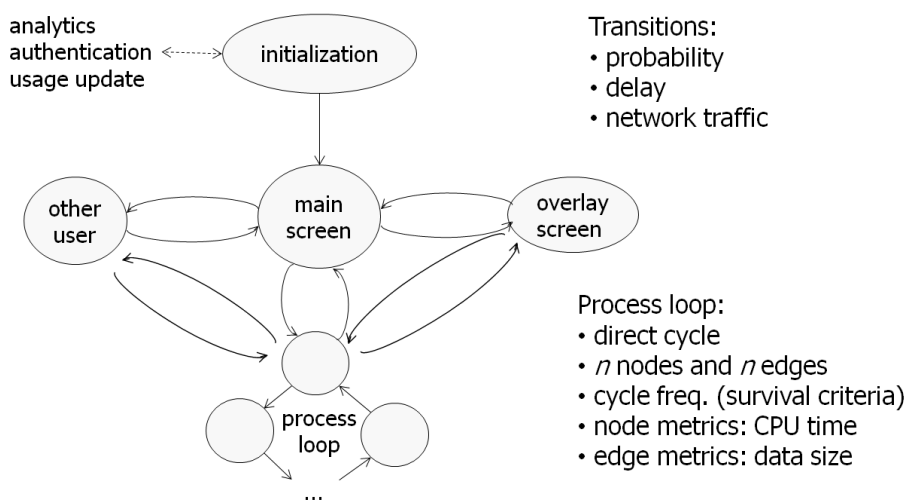 analytics
authentication
usage update
initialization
Transitions:
• probability
• delay
• network traffic
other
user
main
screen
overlay
screen
Process loop:
• direct cycle
• n nodes and n edges
• cycle freq. (survival criteria)
• node metrics: CPU time
• edge metrics: data size
process
loop
...